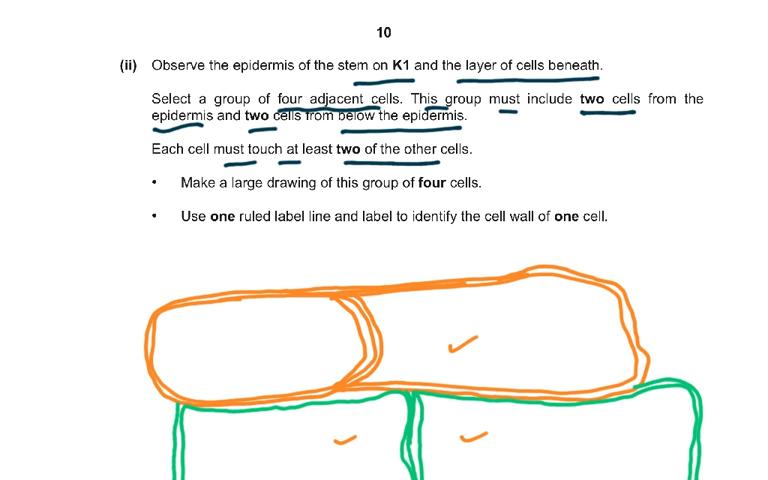 10
(ii) Observe the epidermis of the stem on K1 and the layer of cells beneath.
Select a group of four adjacent cells. This group must include two cells from the
epidermis and two cells from below the epidermis.
Each cell must touch at least two of the other cells.
• Make a large drawing of this group of four cells.
• Use one ruled label line and label to identify the cell wall of one cell.